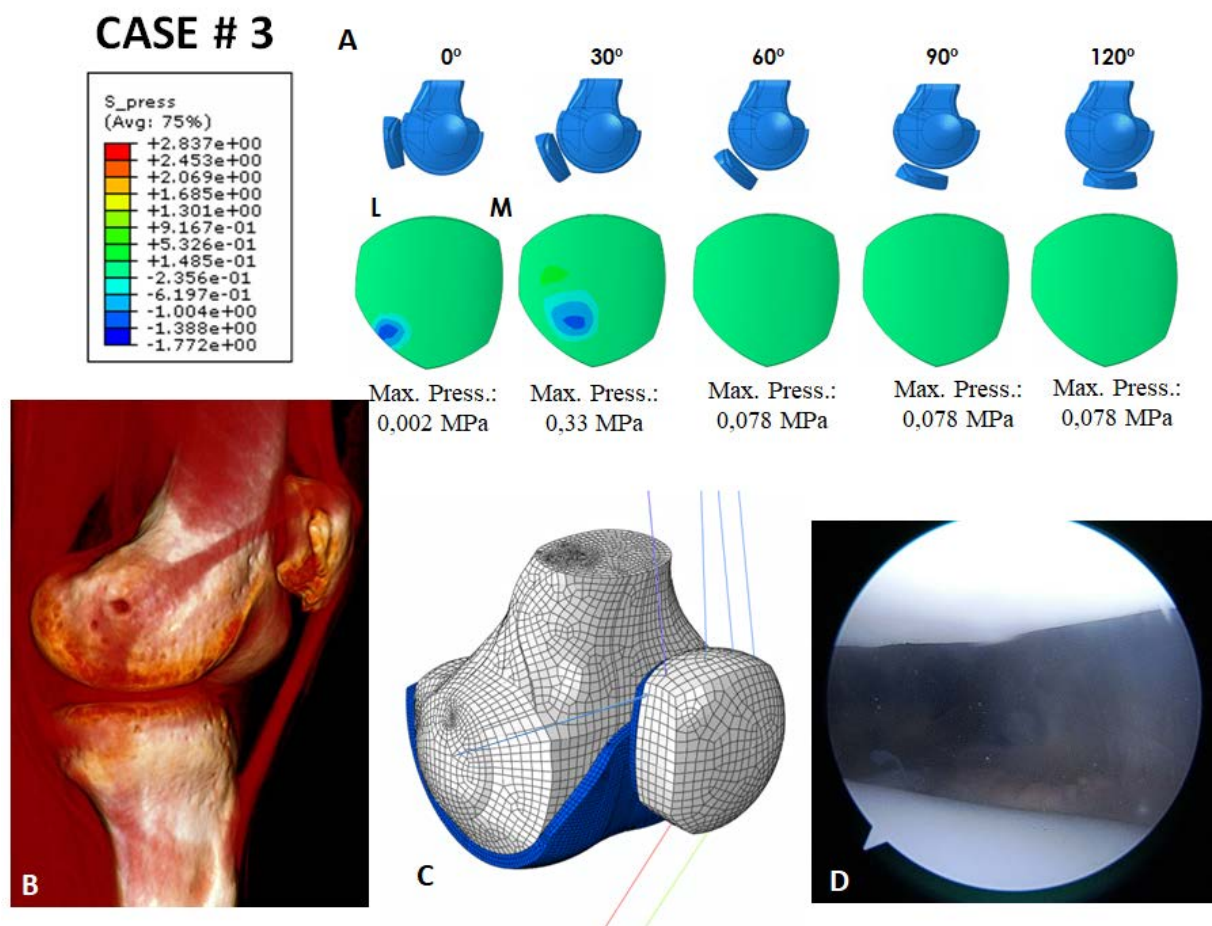 CASE # 3
S_press
(Avg: 75%)
+2.837e+00
+2.453e+00
+2.069e+00
+1.685e+00
+1.301e+00
+9.167e-01
+5.326e-01
+1.485e-01
-2.356e-01
-6.197e-01
-1.004e+00
-1.388e+00
-1.772e+00
A
0º 30º 60º 90º 120º
L M
Max. Press.: Max. Press.: Max. Press.: Max. Press.: Max. Press.:
0,002 MPa 0,33 MPa 0,078 MPa 0,078 MPa 0,078 MPa
B
C
D